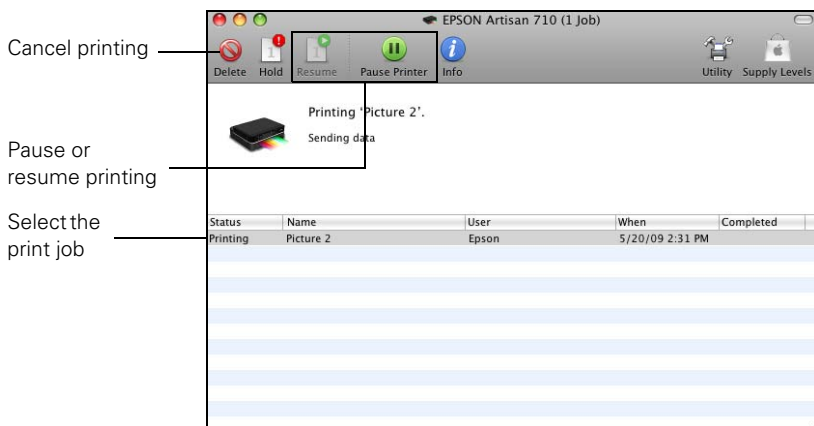 EPSON Artisan 710 (1 Job)
Cancel printing
Delete Hold Resume Pause Printer Info Utility Supply Levels
Printing ‘Picture 2’.
Sending data
Pause or
resume printing
Select the
print job
Status Name User When Completed
Printing Picture 2 Epson 5/20/09 2:31 PM